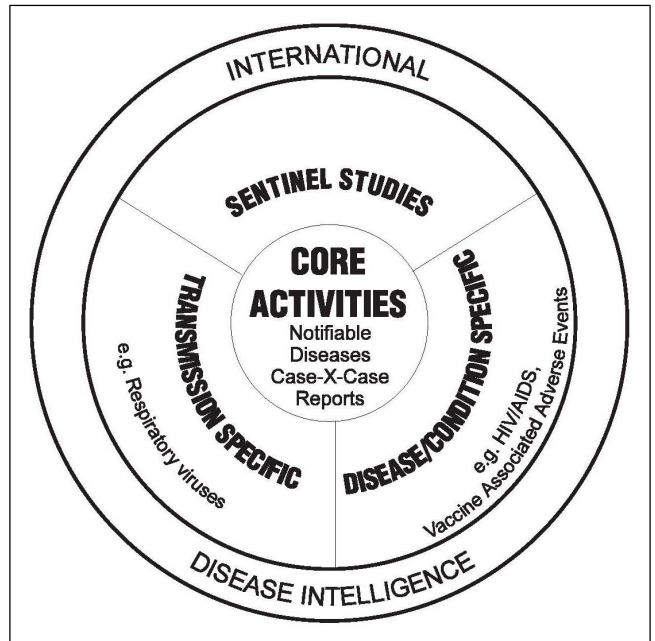 INTERNATIONAL
SENTINEL STUDIES
CORE
ACTIVITIES
Notifiable
Diseases
Case-X-Case
Reports
TRANSMISSION SPECIFIC
e.g. Respiratory viruses
DISEASE/CONDITION SPECIFIC
e.g. HIV/AIDS,
Vaccine Associated Adverse Events
DISEASE INTELLIGENCE